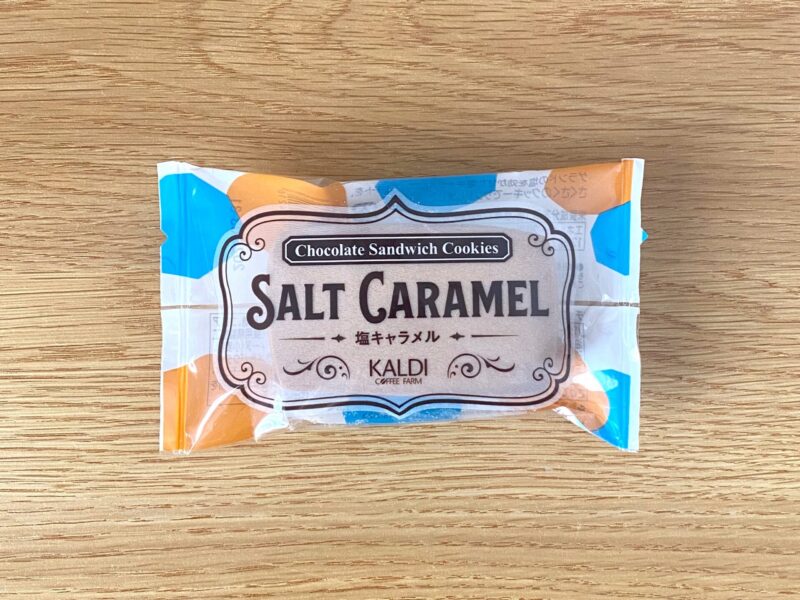 Chocolate Sandwich Cookies
SALT CARAMEL
塩キャラメル
KALDI
COFFEE FARM